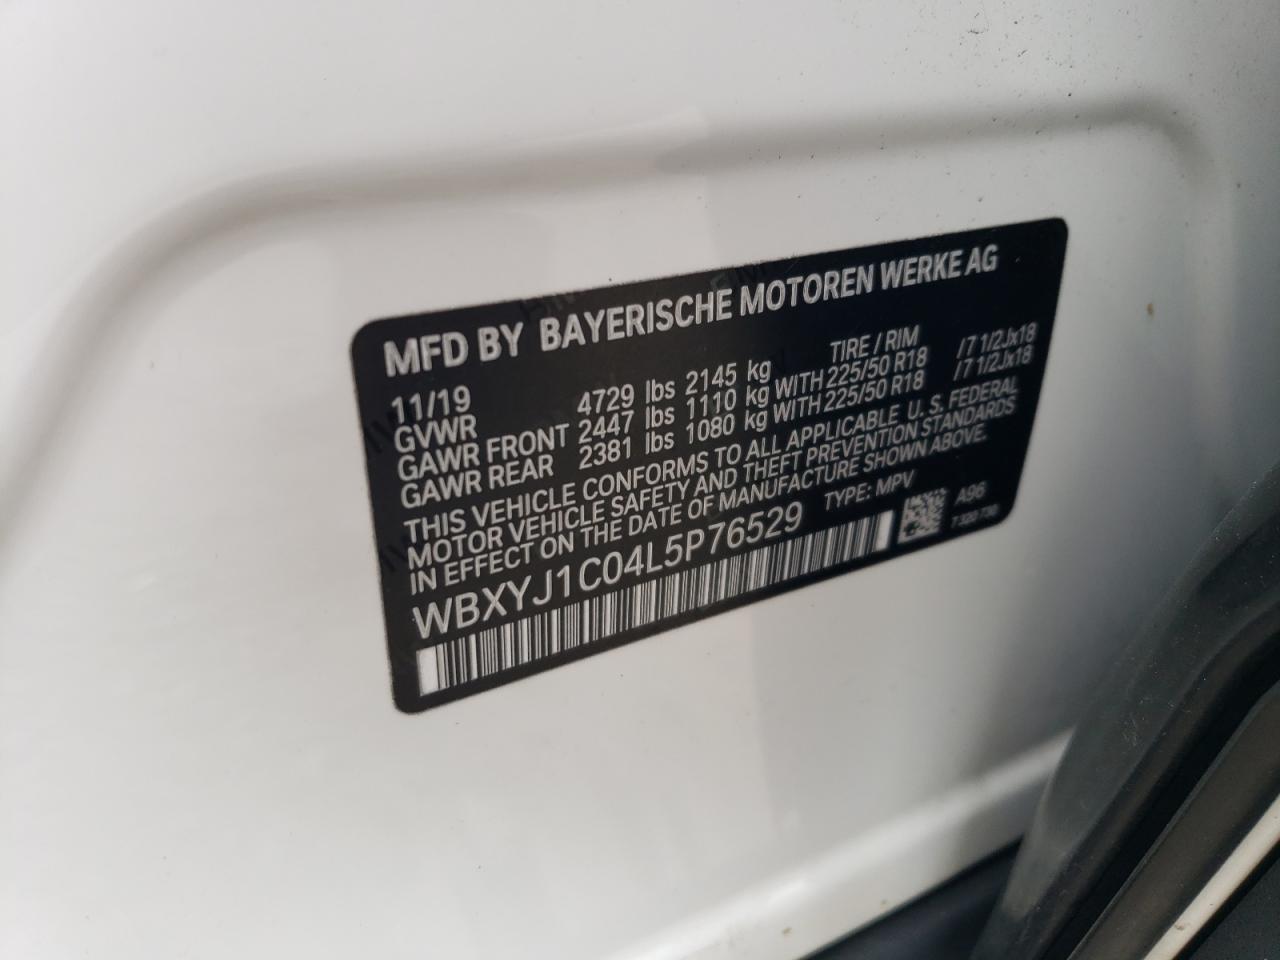 MFD BY BAYERISCHE MOTOREN WERKE AG
11/19 TIRE / RIM
GVWR 4729 lbs 2145 kg
GAWR FRONT 2447 lbs 1110 kg WITH 225/50 R18 /7 1/2Jx18
GAWR REAR 2381 lbs 1080 kg WITH 225/50 R18 /7 1/2Jx18
THIS VEHICLE CONFORMS TO ALL APPLICABLE U. S. FEDERAL
MOTOR VEHICLE SAFETY AND THEFT PREVENTION STANDARDS
IN EFFECT ON THE DATE OF MANUFACTURE SHOWN ABOVE.
WBXYJ1C04L5P76529 TYPE: MPV
A96